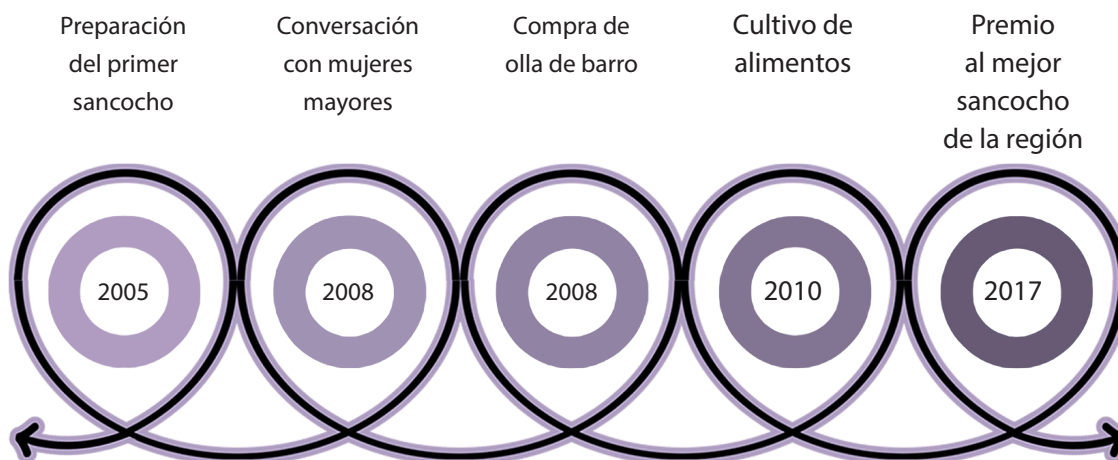 Preparación
del primer
sancocho
Conversación
con mujeres
mayores
Compra de
olla de barro
Cultivo de
alimentos
Premio
al mejor
sancocho
de la región
2005
2008
2008
2010
2017